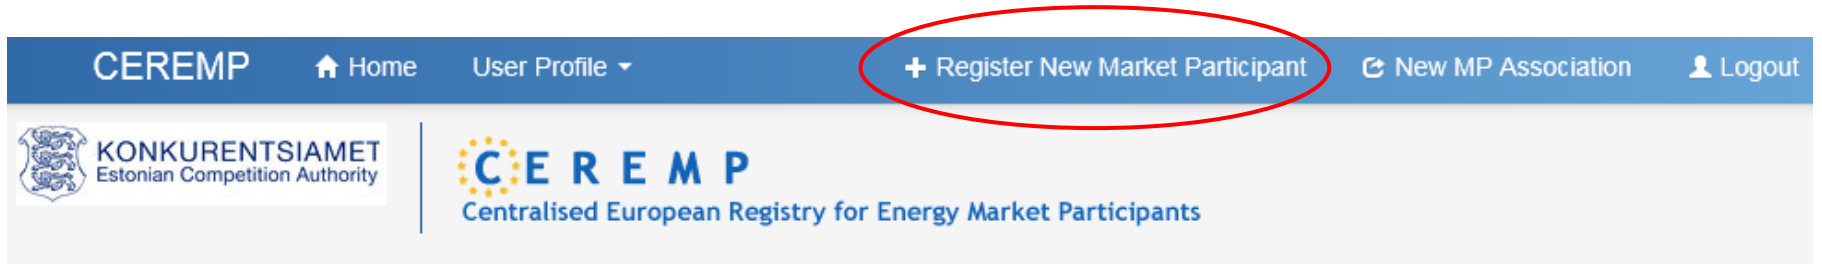 CEREMP Home User Profile Register New Market Participant New MP Association Logout
KONKURENTSIAMET
Estonian Competition Authority
CEREMP
Centralised European Registry for Energy Market Participants